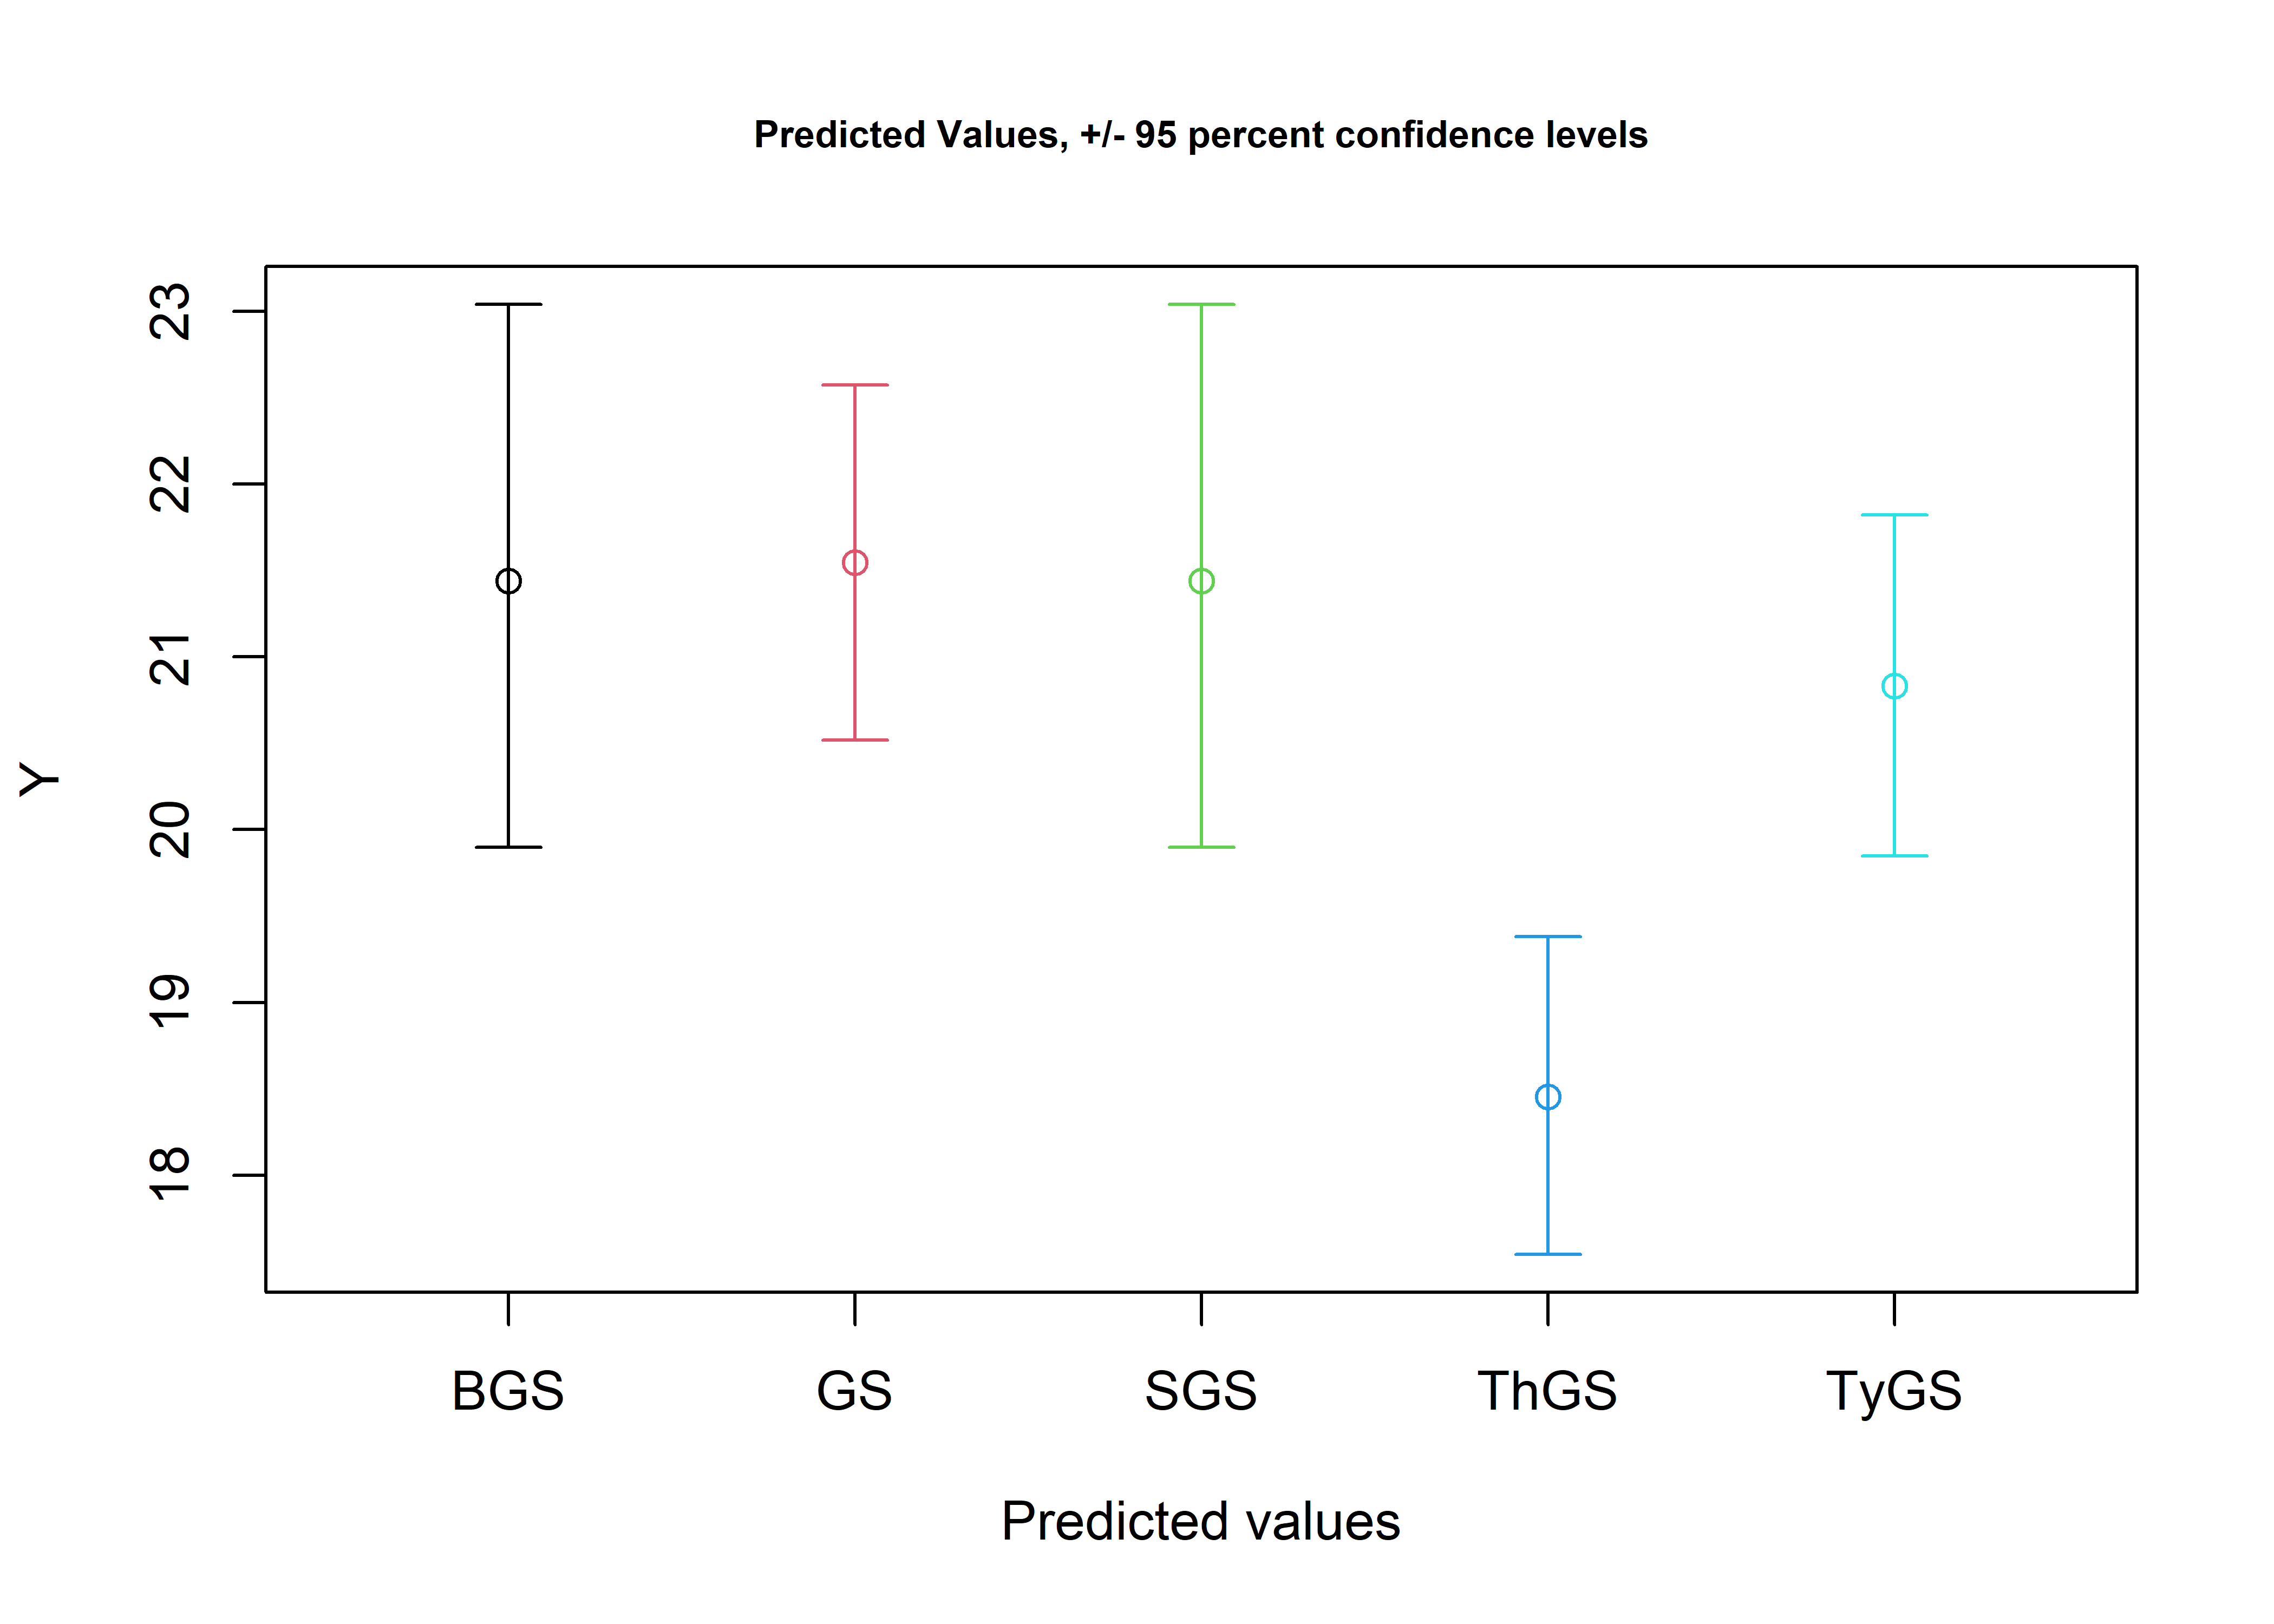 Predicted Values, +/- 95 percent confidence levels
23
22
21
20
19
18
Y
BGS GS SGS ThGS TyGS
Predicted values